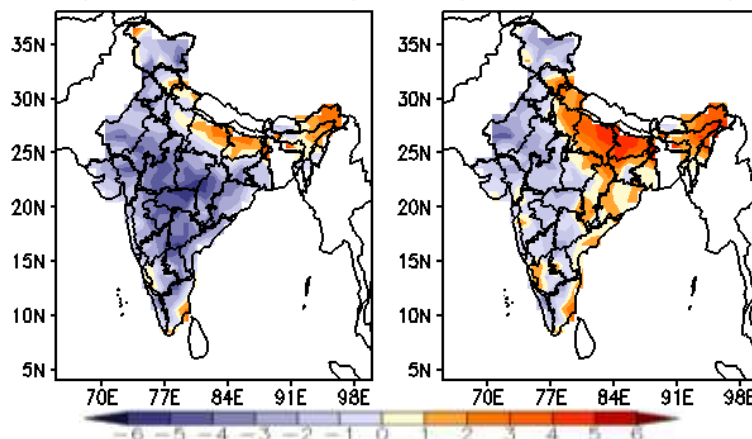 35N 35N
30N 30N
25N 25N
20N 20N
15N 15N
10N 10N
5N 5N
70E 77E 84E 91E 98E 70E 77E 84E 91E 98E
-6 -5 -4 -3 -2 -1 0 1 2 3 4 5 6